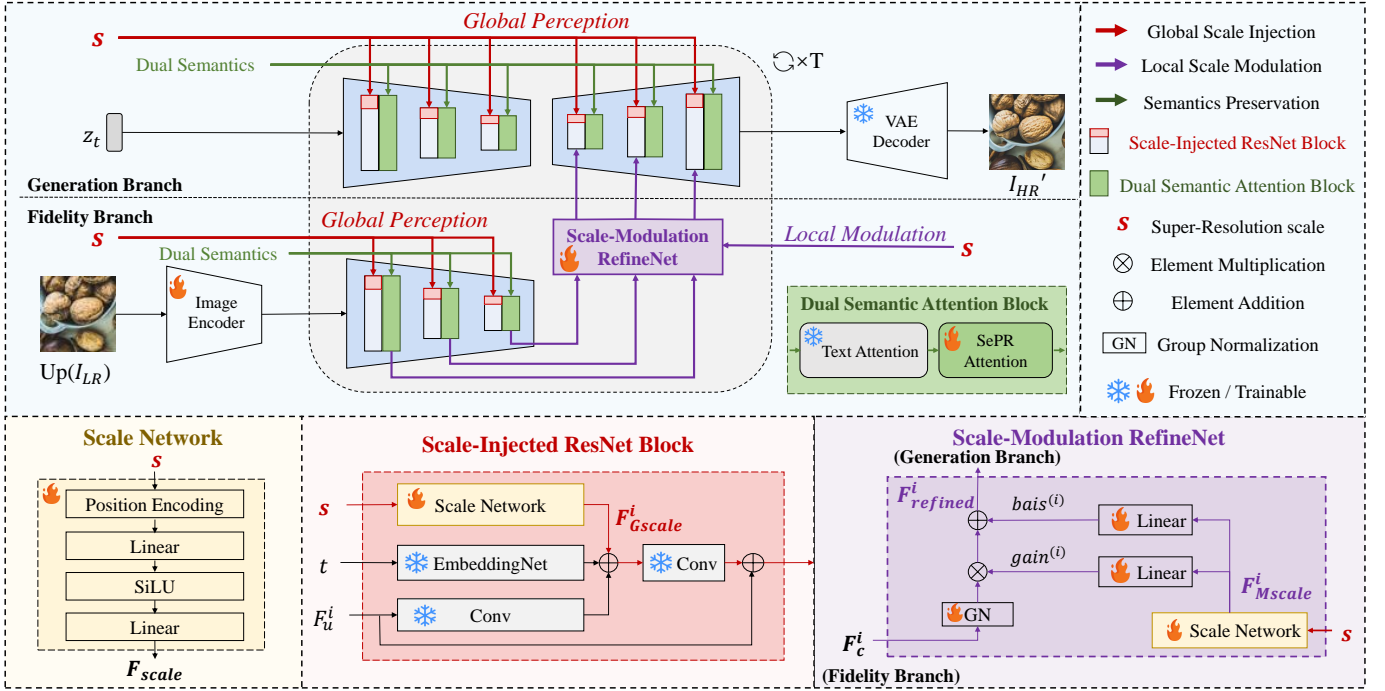 Global Perception
s
Dual Semantics
×T
z_t
VAE
Decoder
I_HR′
Generation Branch
Fidelity Branch
Global Perception
s
Dual Semantics
Scale-Modulation
RefineNet
Local Modulation
s
Image
Encoder
Up(I_LR)
Dual Semantic Attention Block
Text Attention
SePR
Attention
Global Scale Injection
Local Scale Modulation
Semantics Preservation
Scale-Injected ResNet Block
Dual Semantic Attention Block
s
Super-Resolution scale
Element Multiplication
Element Addition
GN
Group Normalization
Frozen / Trainable
Scale Network
s
Position Encoding
Linear
SiLU
Linear
F_scale
Scale-Injected ResNet Block
s
Scale Network
F^i_Gscale
t
EmbeddingNet
Conv
F^i_u
Conv
Scale-Modulation RefineNet
(Generation Branch)
F^i_refined
bais^(i)
Linear
gain^(i)
Linear
F^i_Mscale
GN
Scale Network
s
F^i_c
(Fidelity Branch)